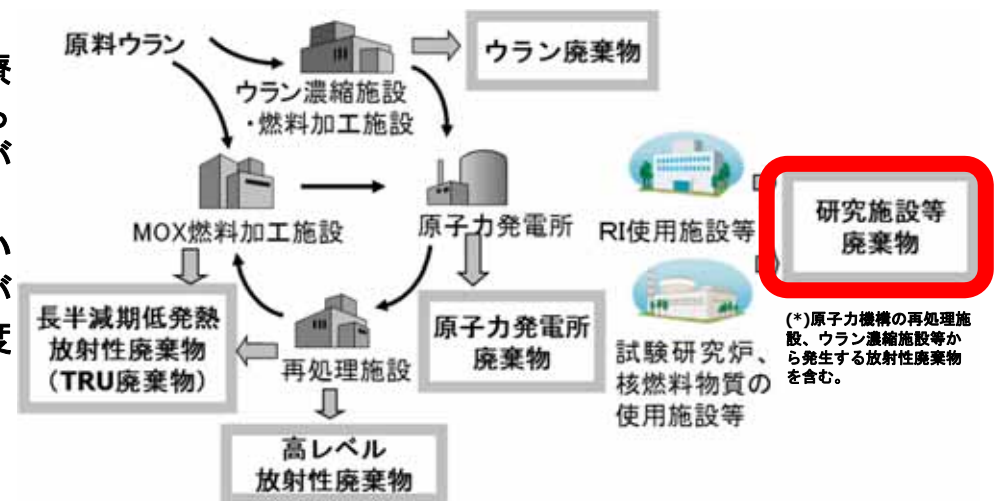 原料ウラン
ウラン濃縮施設
・燃料加工施設
ウラン廃棄物
MOX燃料加工施設
原子力発電所
RI使用施設等
研究施設等
廃棄物
長半減期低発熱
放射性廃棄物
（TRU廃棄物）
再処理施設
原子力発電所
廃棄物
試験研究炉、
核燃料物質の
使用施設等
(*)原子力機構の再処理施
設、ウラン濃縮施設等か
ら発生する放射性廃棄物
を含む。
高レベル
放射性廃棄物
療
が
い
が
度